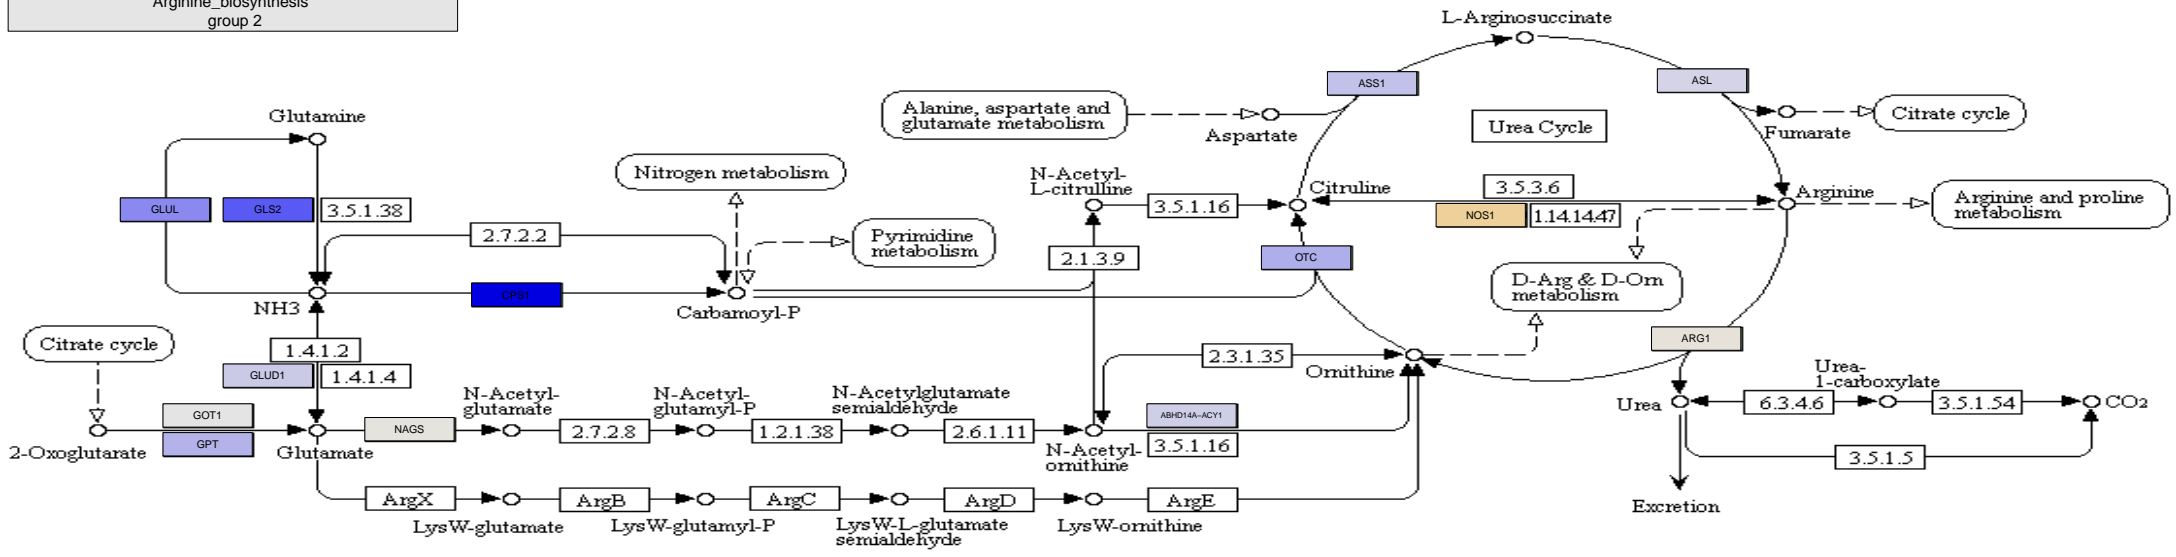 Arginine_biosynthesis
group 2
L-Arginosuccinate
ASS1
ASL
Alanine, aspartate and
glutamate metabolism
Aspartate
Urea Cycle
Fumarate
Citrate cycle
Glutamine
Nitrogen metabolism
N-Acetyl-
L-citrulline
3.5.1.16
Citruline
3.5.3.6
NOS1
1.14.14.47
Arginine
Arginine and proline
metabolism
GLUL
GLS2
3.5.1.38
2.7.2.2
Pyrimidine
metabolism
2.1.3.9
OTC
D-Arg & D-Orn
metabolism
NH3
CPS1
Carbamoyl-P
Citrate cycle
1.4.1.2
GLUD1
1.4.1.4
2.3.1.35
Ornithine
ARG1
Urea-
1-carboxylate
Urea
6.3.4.6
3.5.1.54
CO2
GOT1
GPT
2-Oxoglutarate
Glutamate
NAGS
N-Acetyl-
glutamate
2.7.2.8
N-Acetyl-
glutamyl-P
1.2.1.38
N-Acetylglutamate
semialdehyde
2.6.1.11
N-Acetyl-
ornithine
ABHD14A-ACY1
3.5.1.16
3.5.1.5
Excretion
ArgX
LysW-glutamate
ArgB
LysW-glutamyl-P
ArgC
LysW-L-glutamate
semialdehyde
ArgD
LysW-ornithine
ArgE